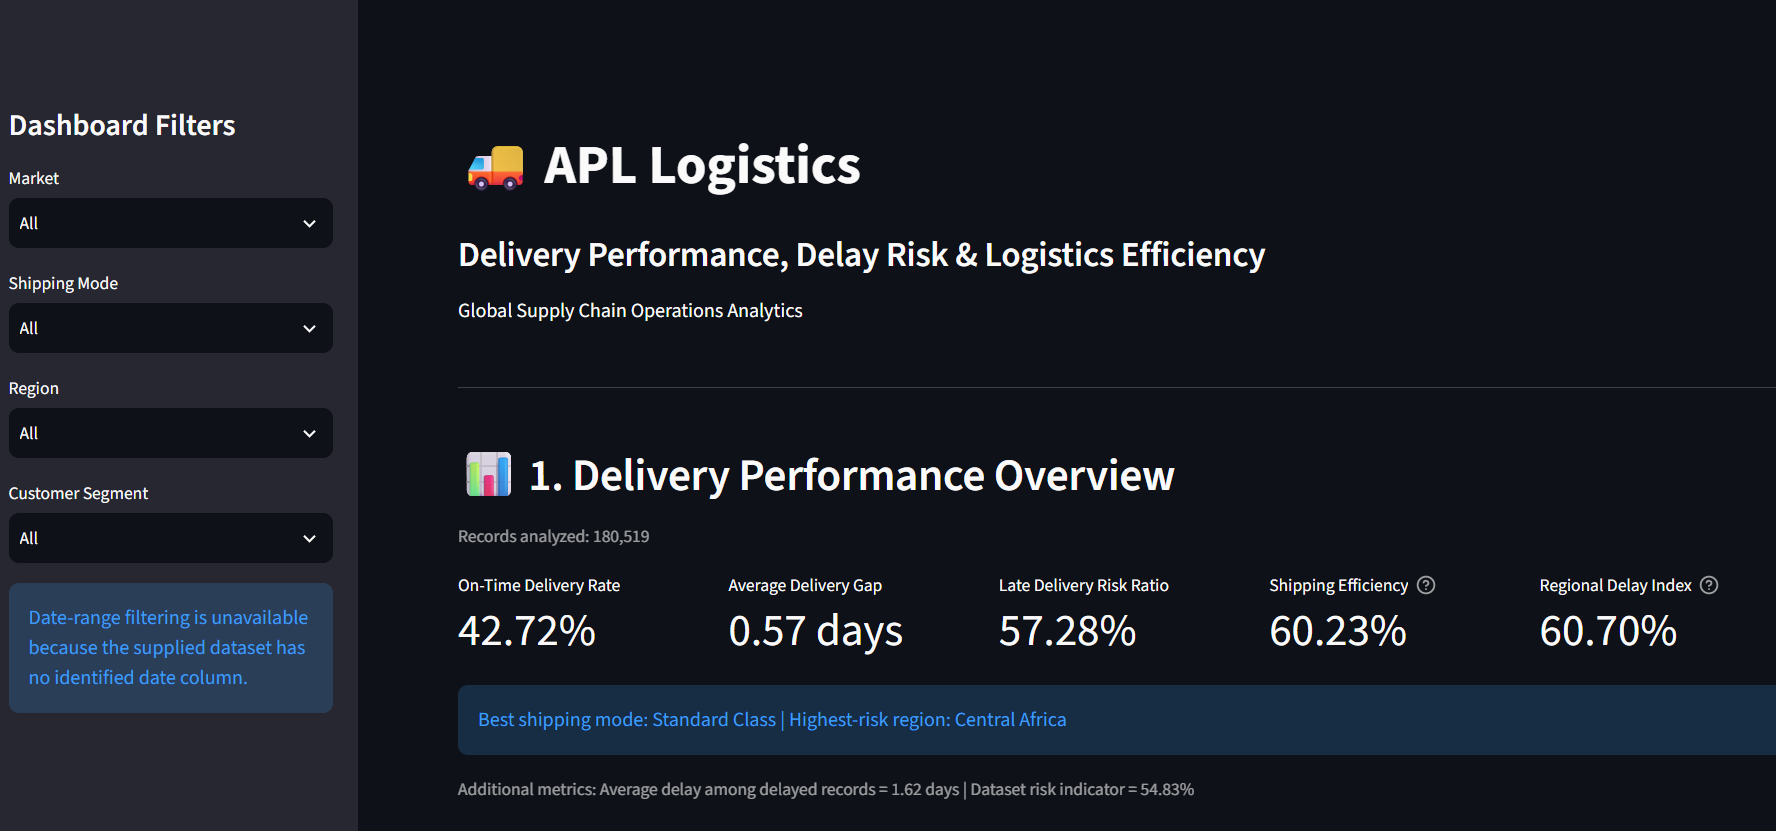 Dashboard Filters
Market
All
Shipping Mode
All
Region
All
Customer Segment
All
Date-range filtering is unavailable
because the supplied dataset has
no identified date column.
APL Logistics
Delivery Performance, Delay Risk & Logistics Efficiency
Global Supply Chain Operations Analytics
1. Delivery Performance Overview
Records analyzed: 180,519
On-Time Delivery Rate
42.72%
Average Delivery Gap
0.57 days
Late Delivery Risk Ratio
57.28%
Shipping Efficiency
60.23%
Regional Delay Index
60.70%
Best shipping mode: Standard Class | Highest-risk region: Central Africa
Additional metrics: Average delay among delayed records = 1.62 days | Dataset risk indicator = 54.83%